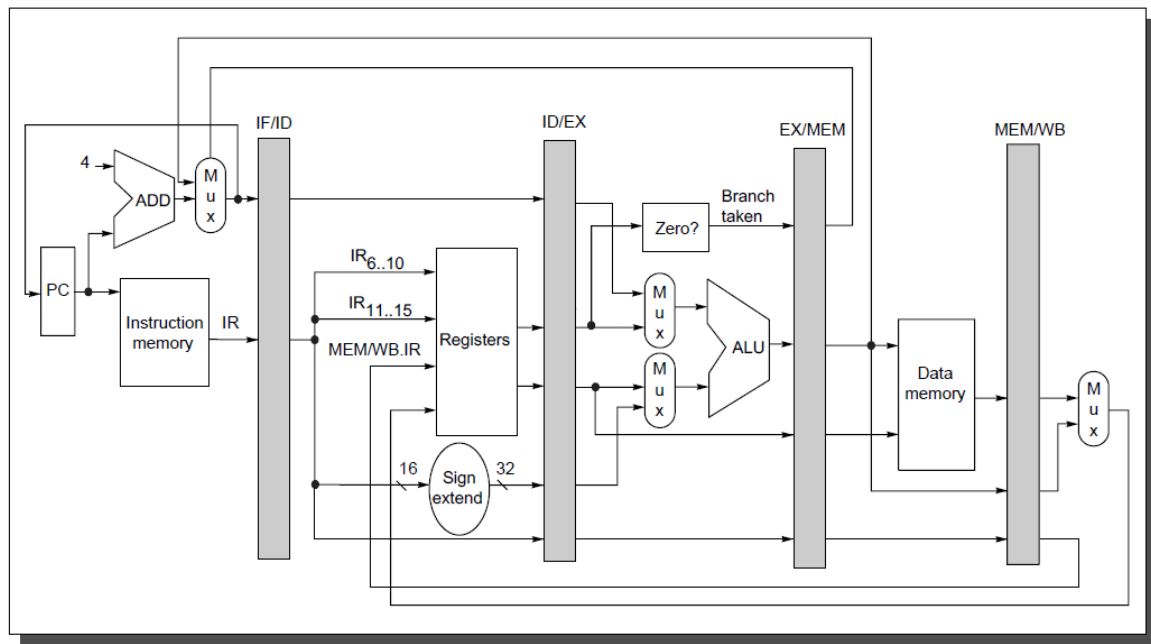 IF/ID
ID/EX
EX/MEM
MEM/WB
4
ADD
M
u
x
PC
Instruction
memory
IR
IR6..10
IR11..15
MEM/WB.IR
Registers
16
Sign
extend
32
Zero?
Branch
taken
M
u
x
M
u
x
ALU
Data
memory
M
u
x